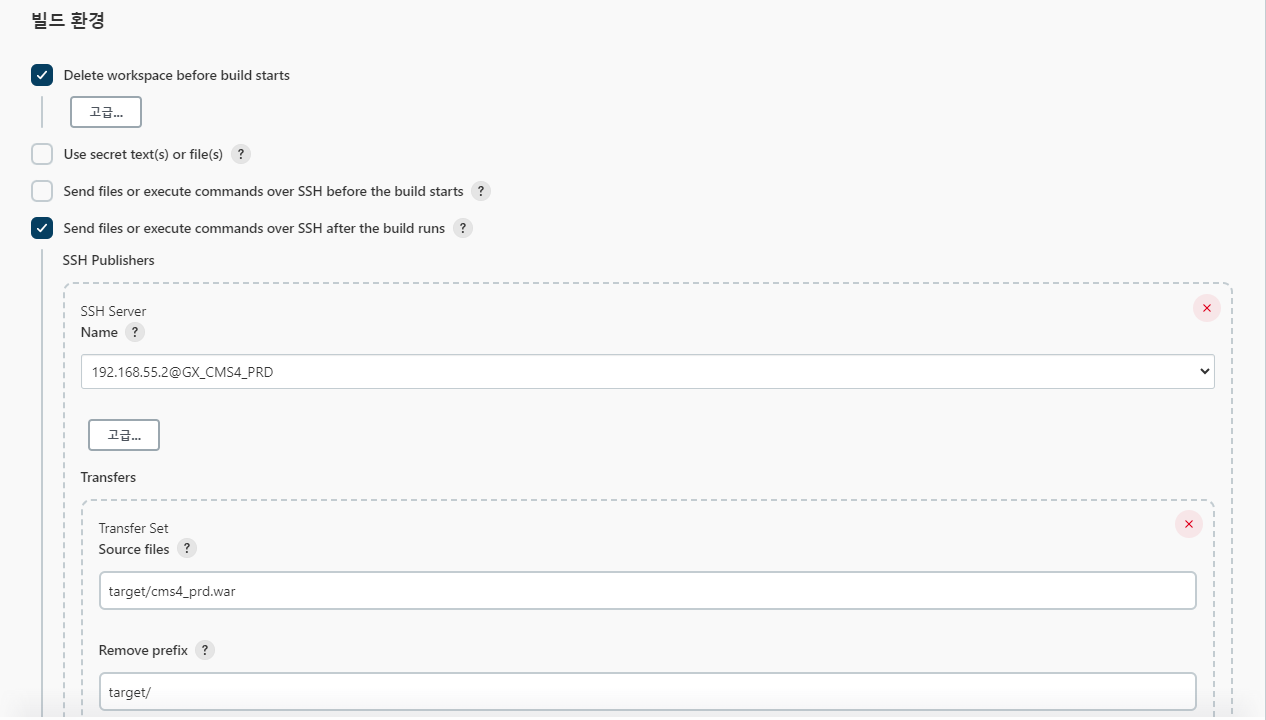 빌드 환경
Delete workspace before build starts
고급...
Use secret text(s) or file(s) ?
Send files or execute commands over SSH before the build starts ?
Send files or execute commands over SSH after the build runs ?
SSH Publishers
SSH Server
Name ?
192.168.55.2@GX_CMS4_PRD
고급...
Transfers
Transfer Set
Source files ?
target/cms4_prd.war
Remove prefix ?
target/